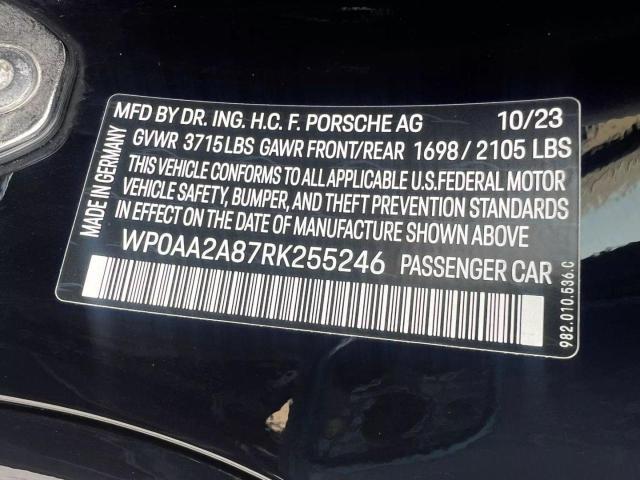 MFD BY DR. ING. H.C. F. PORSCHE AG 10/23
GVWR 3715LBS GAWR FRONT/REAR 1698/2105 LBS
THIS VEHICLE CONFORMS TO ALL APPLICABLE U.S.FEDERAL MOTOR
VEHICLE SAFETY, BUMPER, AND THEFT PREVENTION STANDARDS
IN EFFECT ON THE DATE OF MANUFACTURE SHOWN ABOVE.
WP0AA2A87RK255246 PASSENGER CAR
MADE IN GERMANY
982.010.536.C